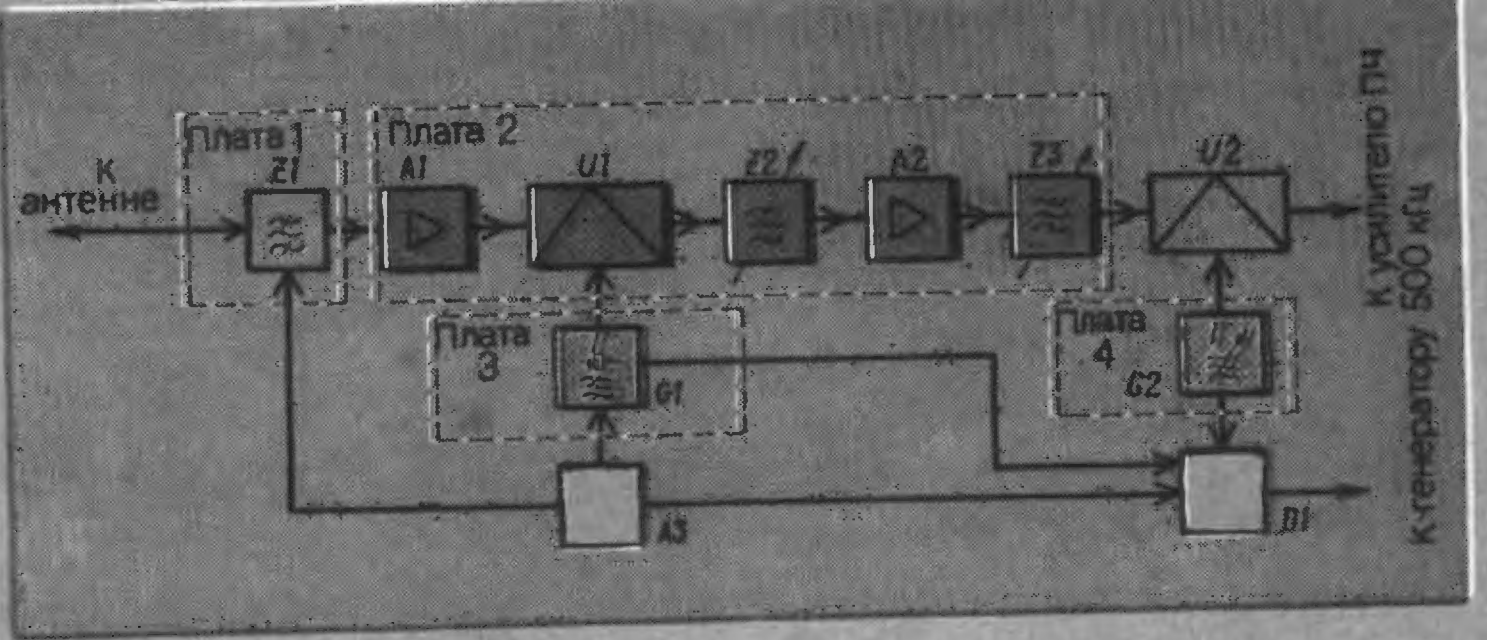 К
антенне
Плата 1
Z1
Плата 2
A1
U1
Z2
A2
Z3
U2
Плата
3
G1
Плата
4
G2
A3
D1
К усилителю ПЧ
К генератору 500 кГц